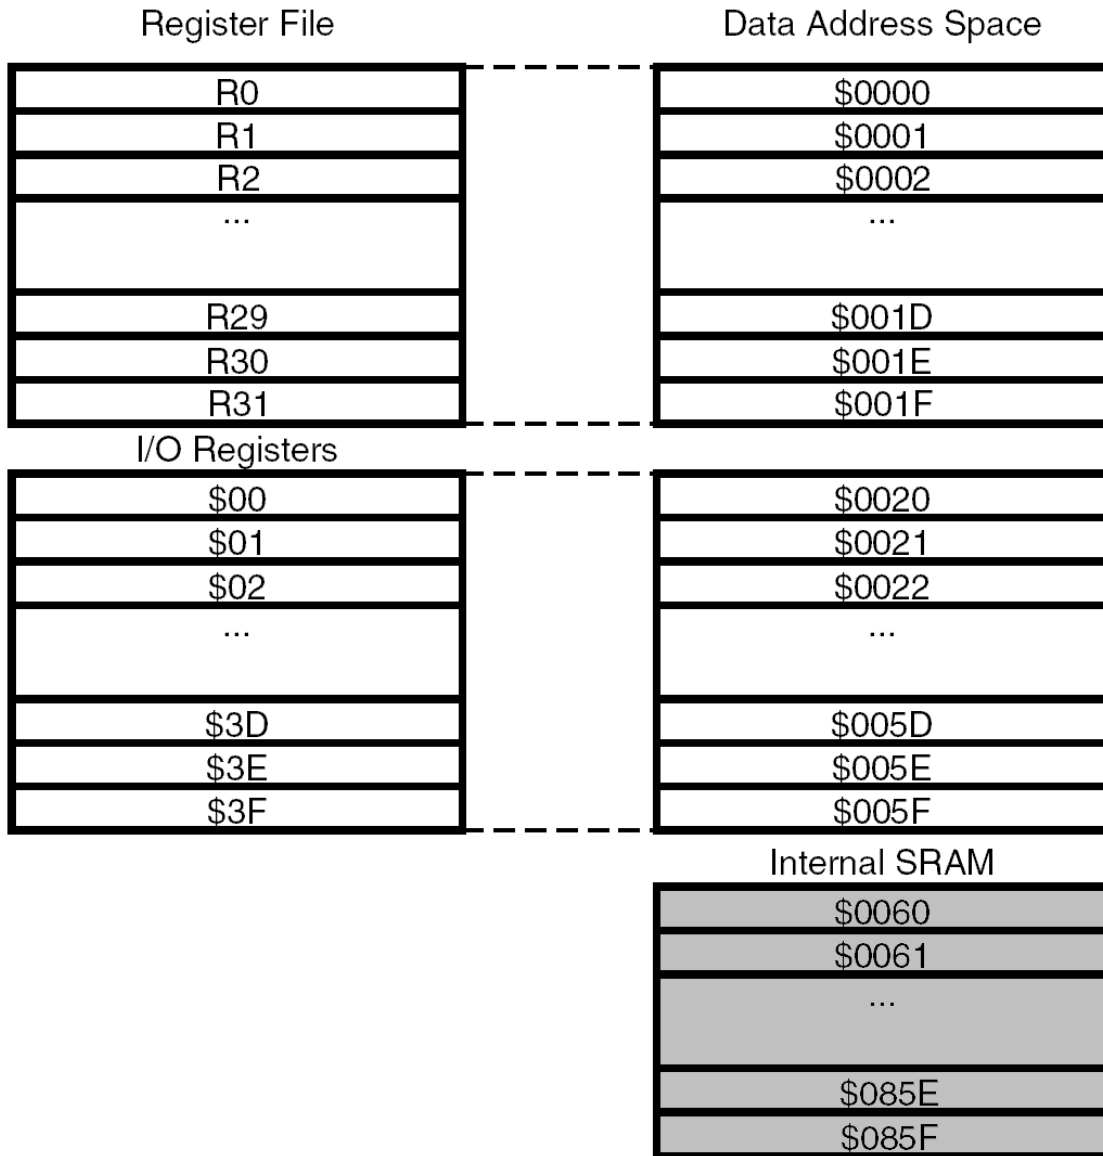 Register File Data Address Space
R0 $0000
R1 $0001
R2 $0002
... ...
R29 $001D
R30 $001E
R31 $001F
I/O Registers
$00 $0020
$01 $0021
$02 $0022
... ...
$3D $005D
$3E $005E
$3F $005F
Internal SRAM
$0060
$0061
...
$085E
$085F